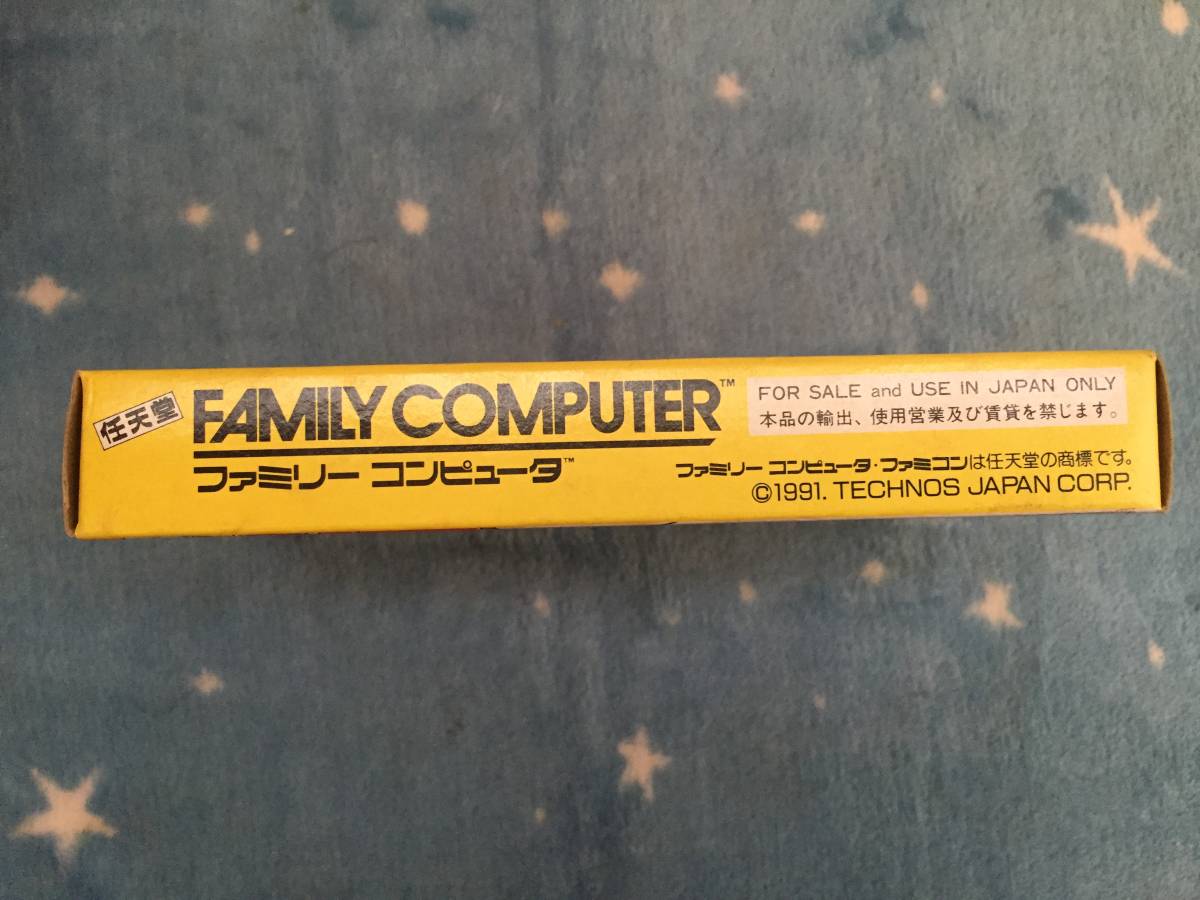 任天堂
FAMILY COMPUTER™
ファミリー コンピュータ™
FOR SALE and USE IN JAPAN ONLY
本品の輸出、使用営業及び賃貸を禁じます。
ファミリー コンピュータ・ファミコンは任天堂の商標です。
©1991. TECHNOS JAPAN CORP.